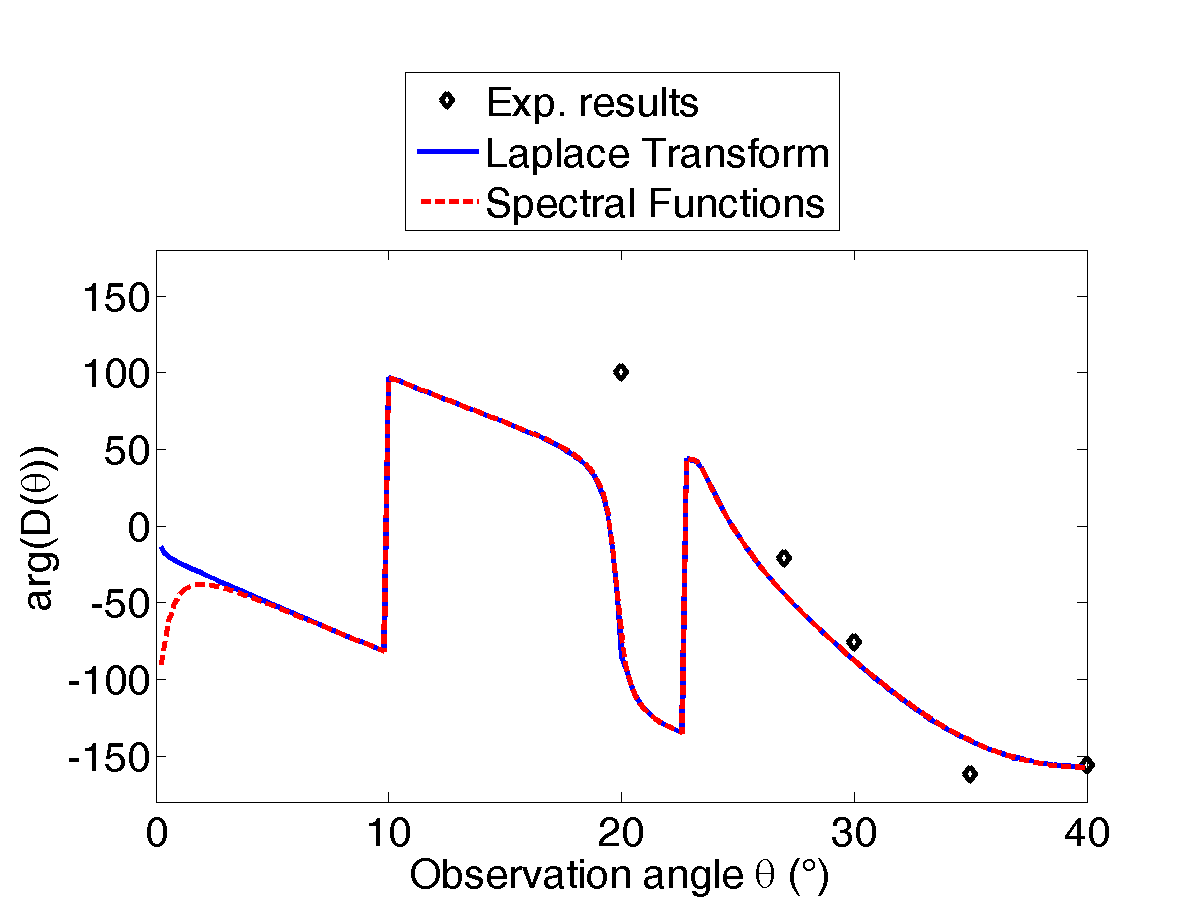 Exp. results
Laplace Transform
Spectral Functions
150
100
50
0
-50
-100
-150
arg(D(θ))
0 10 20 30 40
Observation angle θ (°)